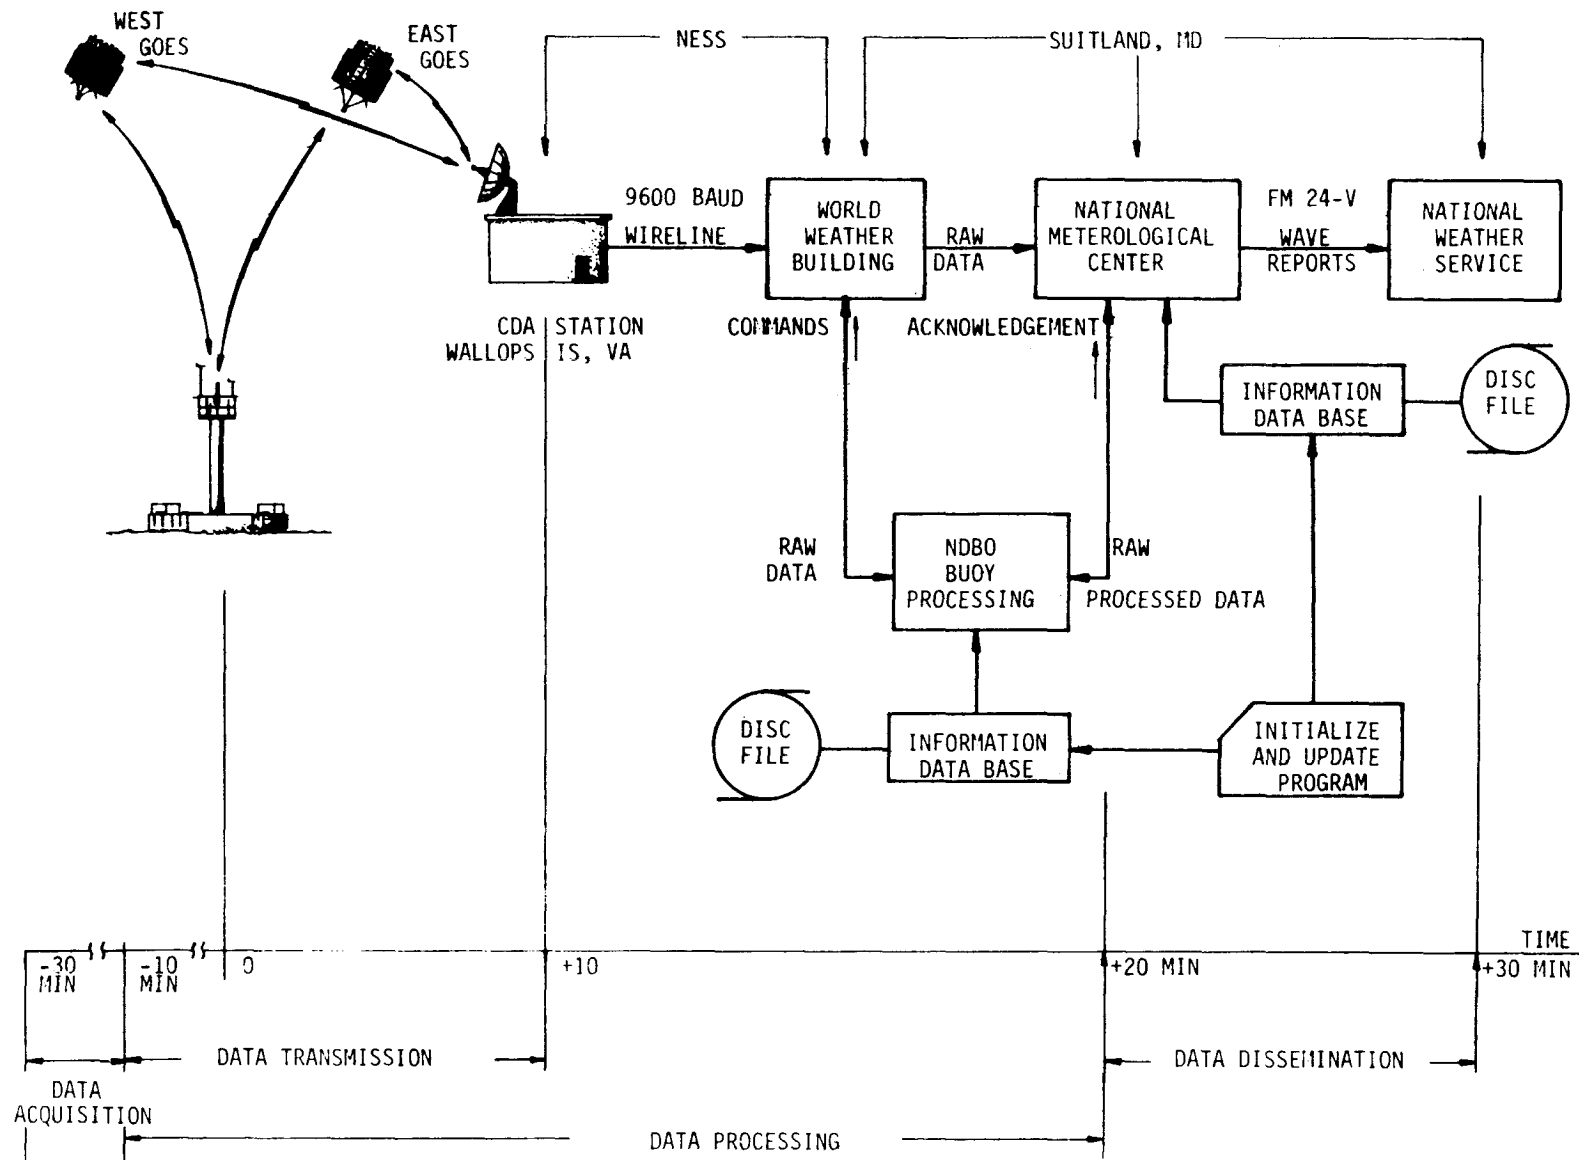 WEST
GOES
EAST
GOES
NESS
SUITLAND, MD
9600 BAUD
WIRELINE
WORLD
WEATHER
BUILDING
RAW
DATA
NATIONAL
METEROLOGICAL
CENTER
FM 24-V
WAVE
REPORTS
NATIONAL
WEATHER
SERVICE
CDA STATION
WALLOPS IS, VA
COMMANDS
ACKNOWLEDGEMENT
INFORMATION
DATA BASE
DISC
FILE
RAW
DATA
NDBO
BUOY
PROCESSING
RAW
PROCESSED DATA
DISC
FILE
INFORMATION
DATA BASE
INITIALIZE
AND UPDATE
PROGRAM
TIME
-30
MIN
-10
MIN
0
+10
+20 MIN
+30 MIN
DATA TRANSMISSION
DATA DISSEMINATION
DATA
ACQUISITION
DATA PROCESSING